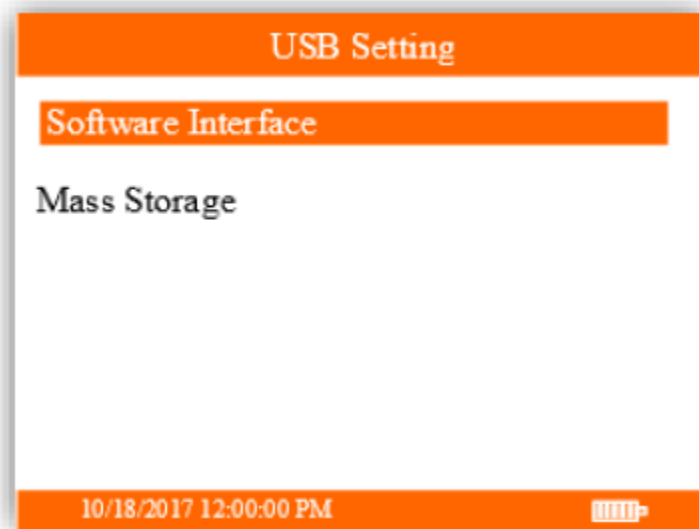 USB Setting
Software Interface
Mass Storage
10/18/2017 12:00:00 PM